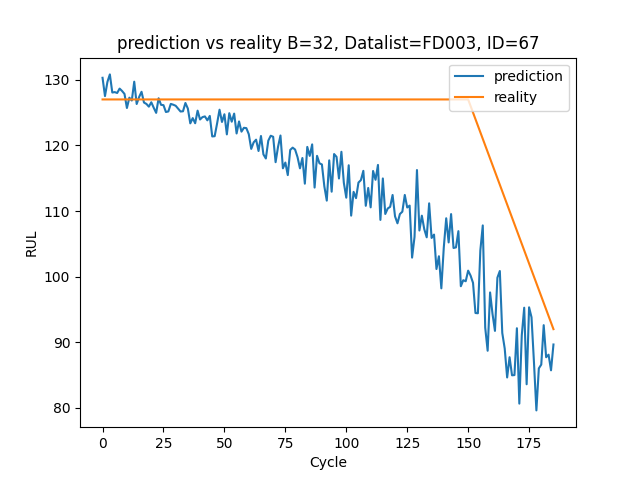 prediction vs reality B=32, Datalist=FD003, ID=67
prediction
reality
RUL
130
120
110
100
90
80
0 25 50 75 100 125 150 175
Cycle